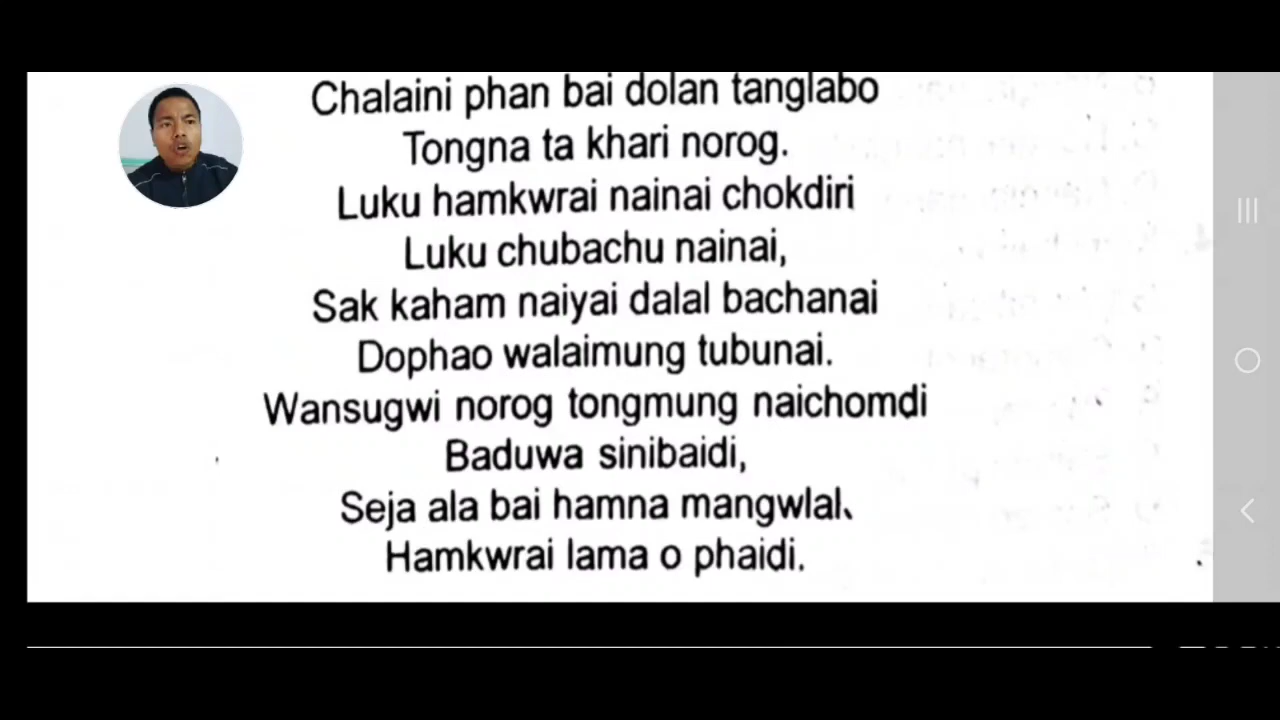 Chalaini phan bai dolan tanglabo
Tongna ta khari norog.
Luku hamkwrai nainai chokdiri
Luku chubachu nainai,
Sak kaham naiyai dalal bachanai
Dophao walaimung tubunai.
Wansugwi norog tongmung naichomdi
Baduwa sinibaidi,
Seja ala bai hamna mangwlal.
Hamkwrai lama o phaidi.